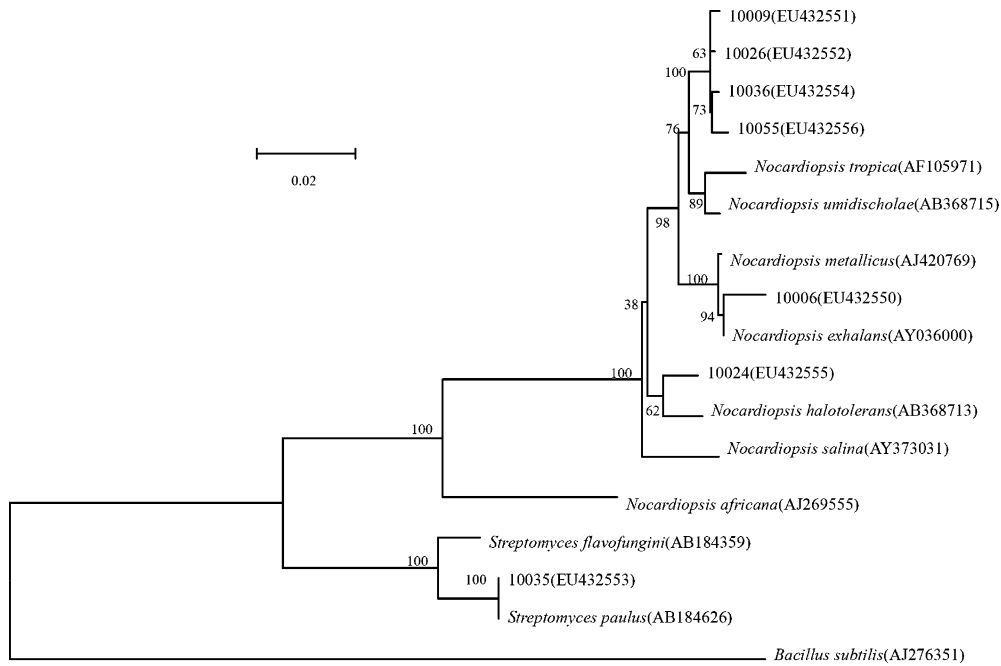 10009(EU432551)
63
10026(EU432552)
100
10036(EU432554)
73
10055(EU432556)
76
0.02
Nocardiopsis tropica(AF105971)
89
Nocardiopsis umidischolae(AB368715)
98
Nocardiopsis metallicus(AJ420769)
100
10006(EU432550)
94
Nocardiopsis exhalans(AY036000)
38
100
10024(EU432555)
62
Nocardiopsis halotolerans(AB368713)
Nocardiopsis salina(AY373031)
100
Nocardiopsis africana(AJ269555)
Streptomyces flavofungini(AB184359)
100
100
10035(EU432553)
Streptomyces paulus(AB184626)
Bacillus subtilis(AJ276351)